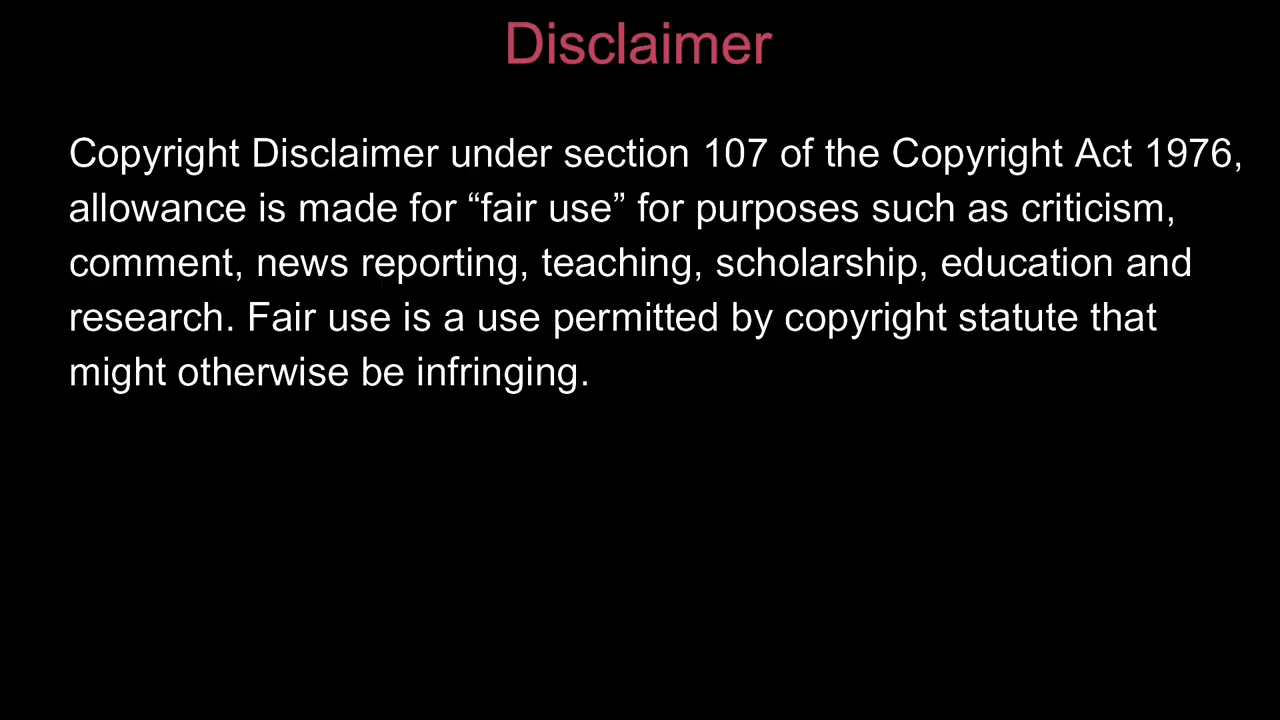 Disclaimer
Copyright Disclaimer under section 107 of the Copyright Act 1976,
allowance is made for “fair use” for purposes such as criticism,
comment, news reporting, teaching, scholarship, education and
research. Fair use is a use permitted by copyright statute that
might otherwise be infringing.